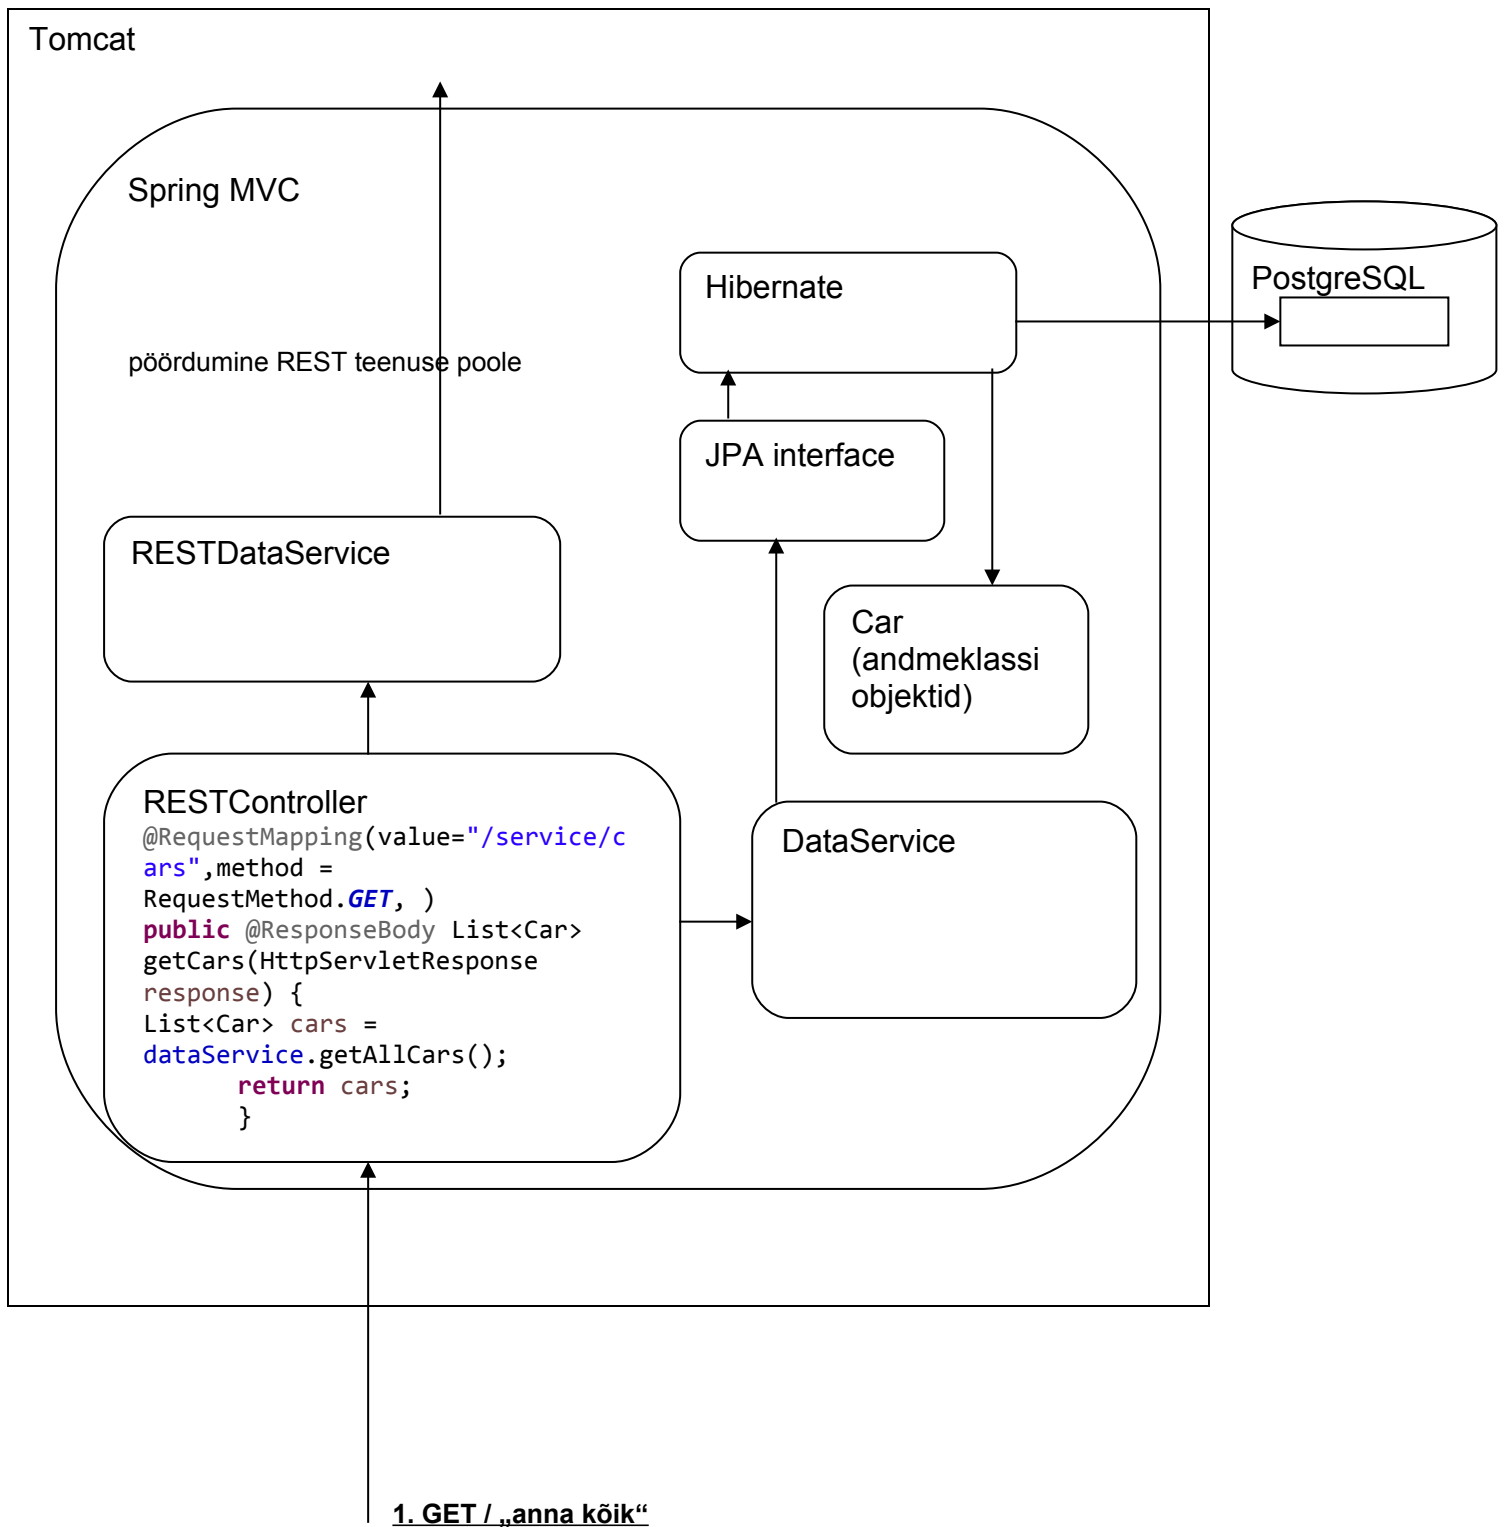 Tomcat
Spring MVC
Hibernate
PostgreSQL
pöördumine REST teenuse poole
JPA interface
RESTDataService
Car
(andmeklassi
objektid)
RESTController
@RequestMapping(value="/service/c
ars",method =
RequestMethod.GET, )
public @ResponseBody List<Car>
getCars(HttpServletResponse
response) {
List<Car> cars =
dataService.getAllCars();
return cars;
}
DataService
1. GET / „anna kõik“